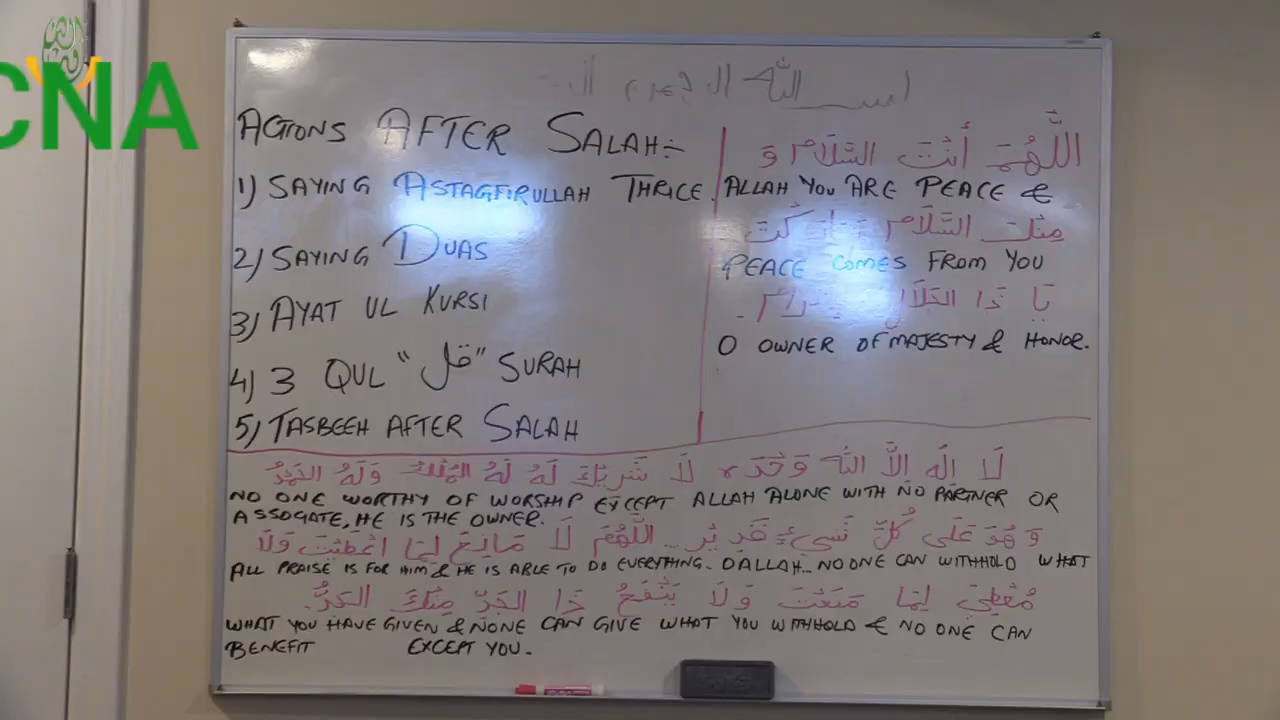 CNA
ACTIONS AFTER SALAH:-
1) SAYING ASTAGFIRULLAH THRICE.
2) SAYING DUAS
3) AYAT UL KURSI
4) 3 QUL "قل" SURAH
5) TASBEEH AFTER SALAH
اللَّهُمَ أَنْتَ السَّلَامُ وَ
ALLAH YOU ARE PEACE &
مِنْكَ السَّلَامُ كْتَ
PEACE COMES FROM YOU
يَا ذَا الجَلَالِ
O OWNER OF MAJESTY & HONOR.
لَا اِلَه اِلاَّ اللّٰه وَحْدَه لَا شَرِيْكَ لَهُ لَهُ المُلْكُ وَلَهُ الحَمْدُ
NO ONE WORTHY OF WORSHIP EXCEPT ALLAH ALONE WITH NO PARTNER OR
ASSOCIATE, HE IS THE OWNER.
وَ هُوَ عَلَى كُلِّ شَيْءٍ قَدِيْر... اللَّهُمَ لَا مَانِعَ لِمَا اَعْطَيْتَ وَلَا
ALL PRAISE IS FOR HIM & HE IS ABLE TO DO EVERYTHING. O ALLAH... NO ONE CAN WITHHOLD WHAT
مُعْطِيَ لِمَا مَنَعْتَ وَلَا يَنْفَعُ ذَا الجَدِّ مِنْكَ الجَدُّ.
WHAT YOU HAVE GIVEN & NONE CAN GIVE WHAT YOU WITHHOLD & NO ONE CAN
BENEFIT EXCEPT YOU.